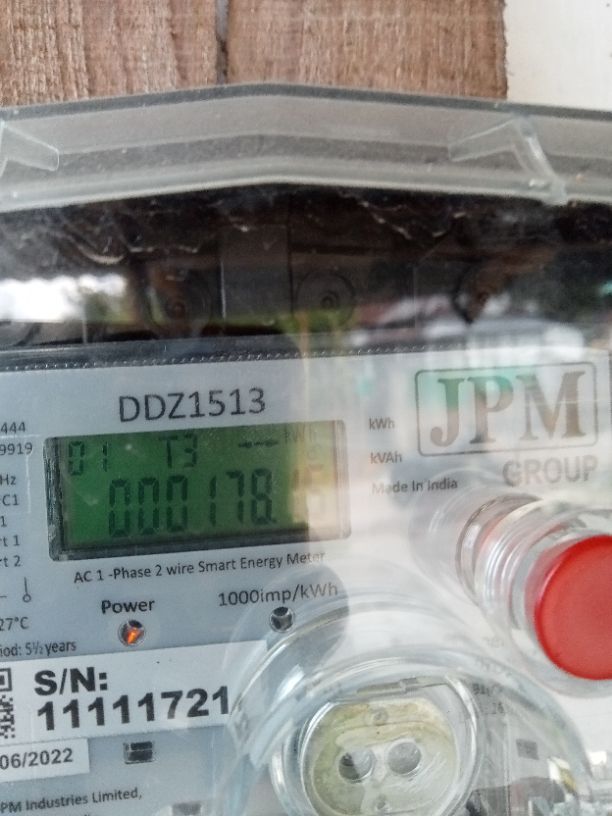 DDZ1513
444
9919
kWh
kVAh
JPM
GROUP
Made In India
01 T3 kWh
000178.
Hz
C1
1
rt 1
rt 2
AC 1 -Phase 2 wire Smart Energy Meter
Power
1000imp/kWh
27°C
iod: 5½ years
S/N:
11111721
06/2022
PM Industries Limited,